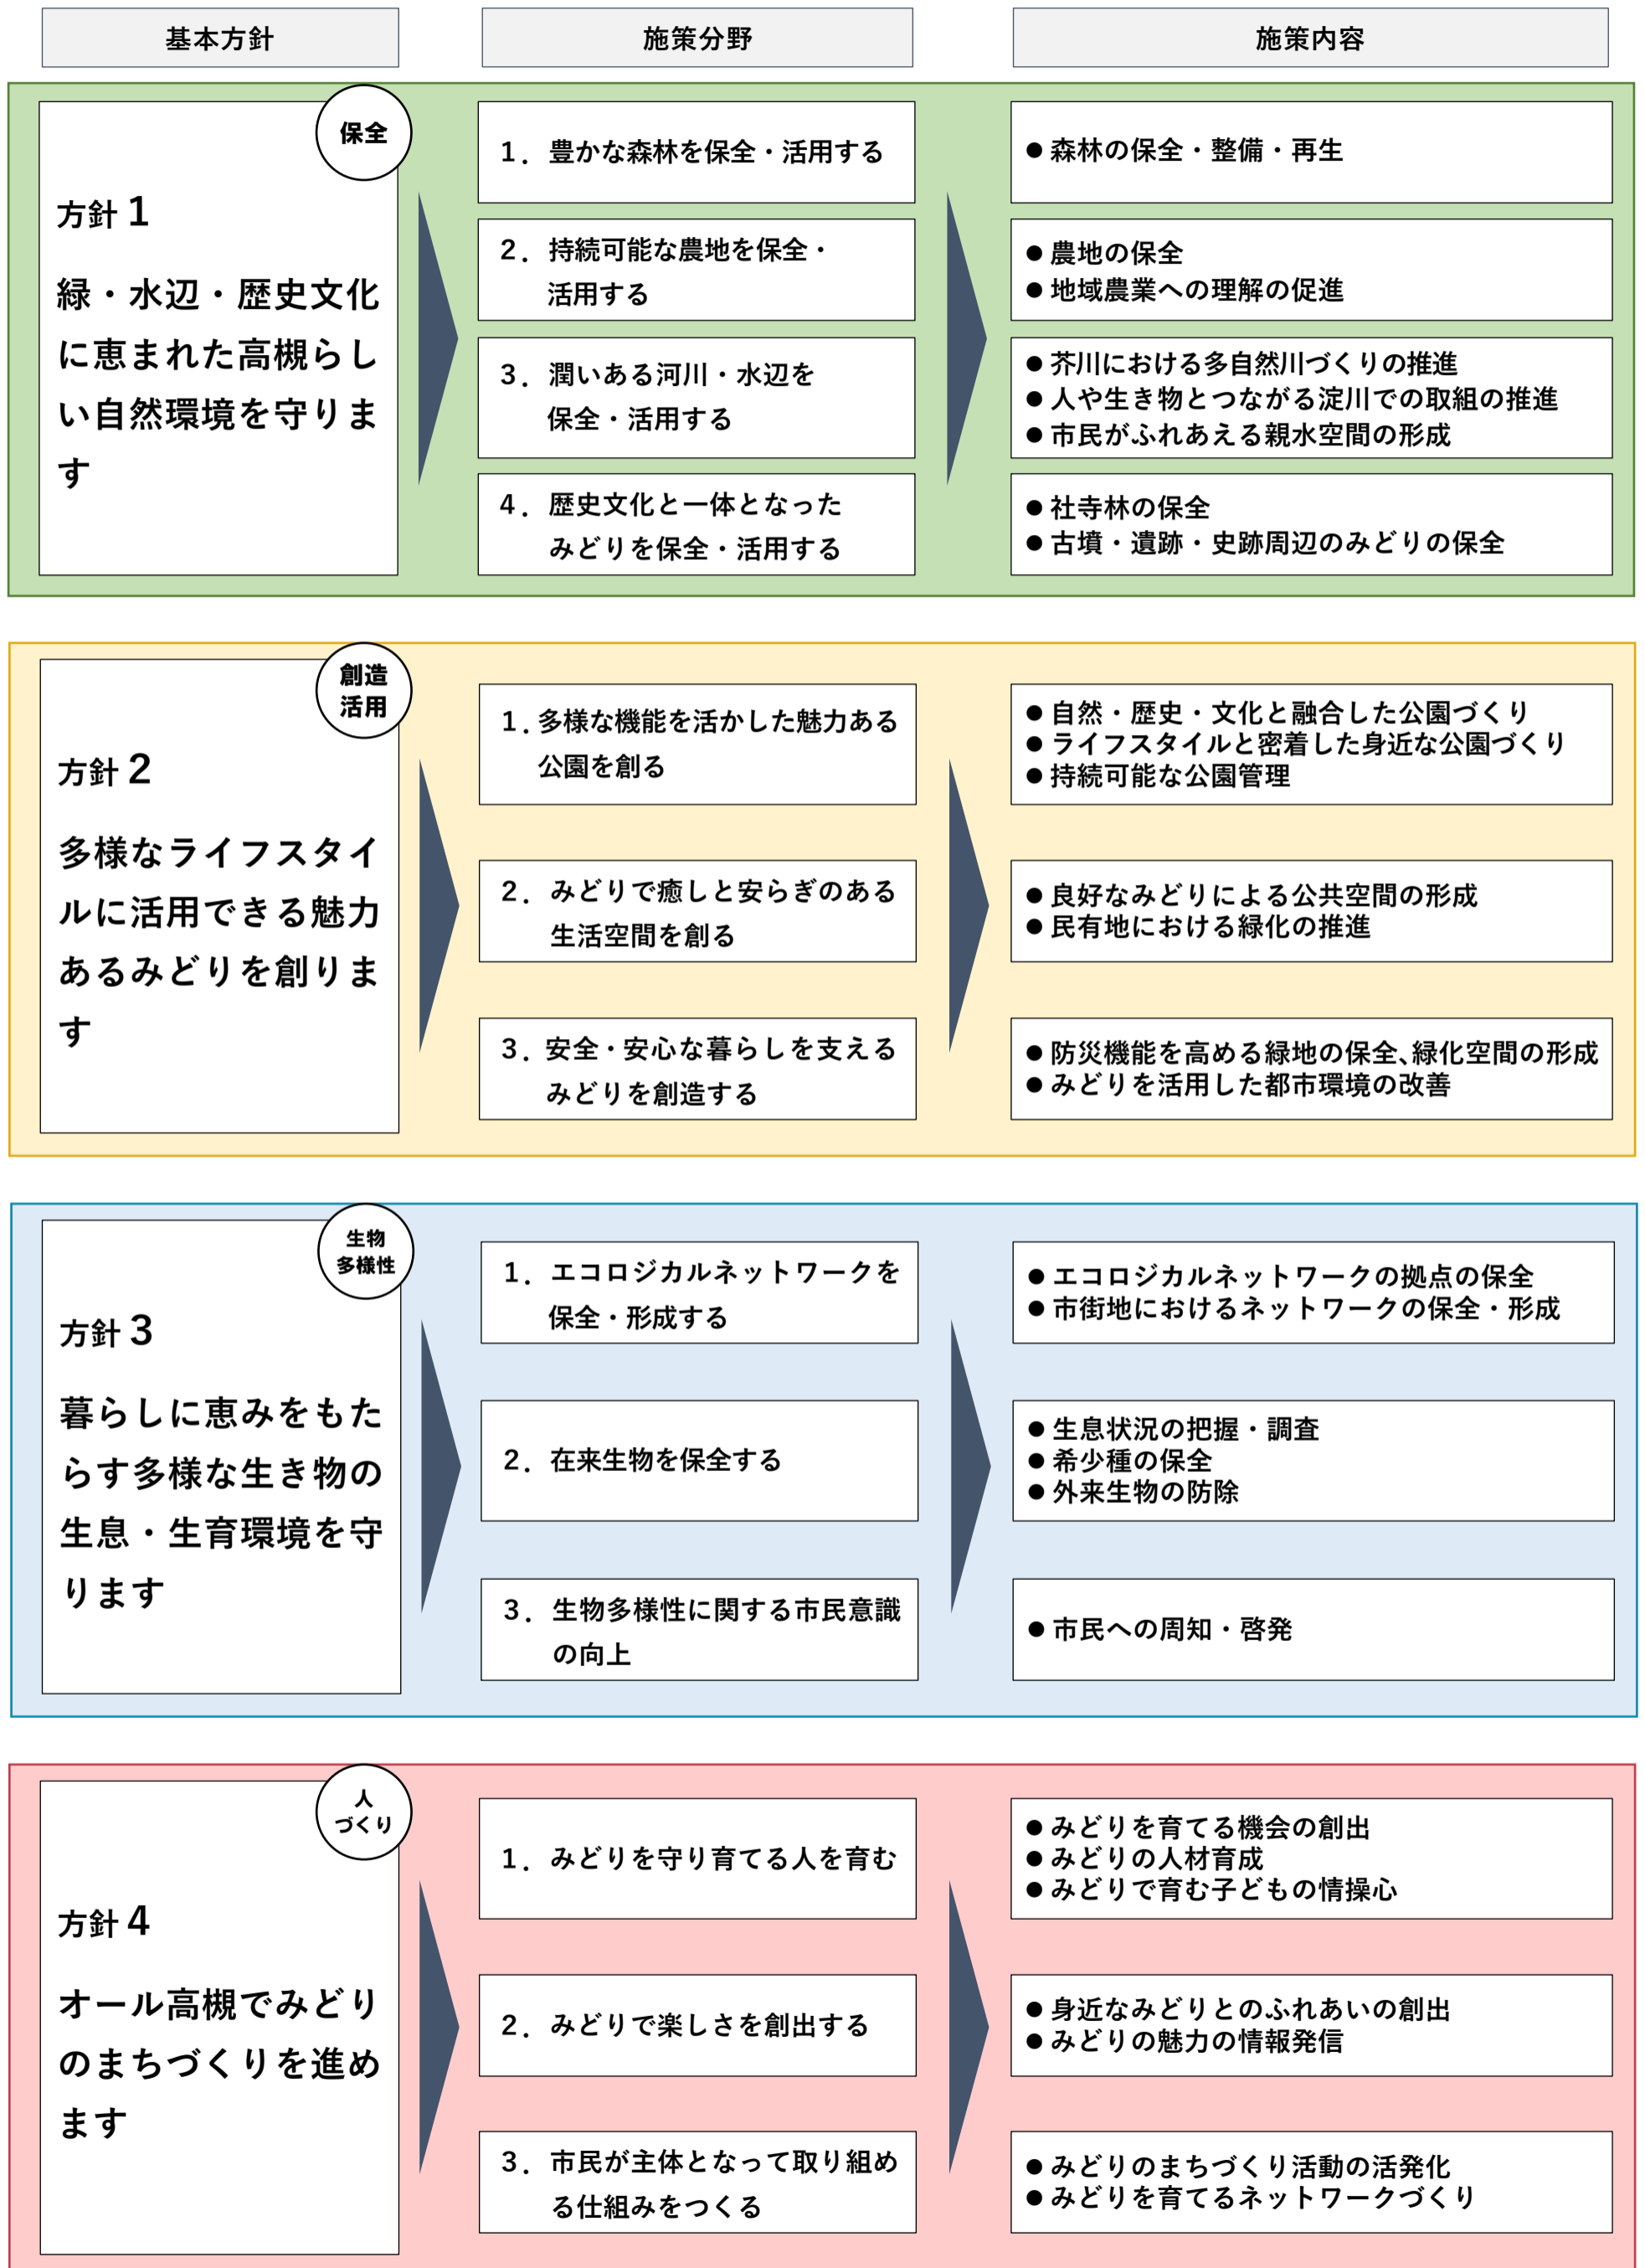 基本方針
施策分野
施策内容
保全
方針1
緑・水辺・歴史文化
に恵まれた高槻らし
い自然環境を守りま
す
1．豊かな森林を保全・活用する
●森林の保全・整備・再生
2．持続可能な農地を保全・
活用する
●農地の保全
●地域農業への理解の促進
3．潤いある河川・水辺を
保全・活用する
●芥川における多自然川づくりの推進
●人や生き物とつながる淀川での取組の推進
●市民がふれあえる親水空間の形成
4．歴史文化と一体となった
みどりを保全・活用する
●社寺林の保全
●古墳・遺跡・史跡周辺のみどりの保全
創造
活用
方針2
多様なライフスタイ
ルに活用できる魅力
あるみどりを創りま
す
1．多様な機能を活かした魅力ある
公園を創る
●自然・歴史・文化と融合した公園づくり
●ライフスタイルと密着した身近な公園づくり
●持続可能な公園管理
2．みどりで癒しと安らぎのある
生活空間を創る
●良好なみどりによる公共空間の形成
●民有地における緑化の推進
3．安全・安心な暮らしを支える
みどりを創造する
●防災機能を高める緑地の保全、緑化空間の形成
●みどりを活用した都市環境の改善
生物
多様性
方針3
暮らしに恵みをもた
らす多様な生き物の
生息・生育環境を守
ります
1．エコロジカルネットワークを
保全・形成する
●エコロジカルネットワークの拠点の保全
●市街地におけるネットワークの保全・形成
2．在来生物を保全する
●生息状況の把握・調査
●希少種の保全
●外来生物の防除
3．生物多様性に関する市民意識
の向上
●市民への周知・啓発
人
づくり
方針4
オール高槻でみどり
のまちづくりを進め
ます
1．みどりを守り育てる人を育む
●みどりを育てる機会の創出
●みどりの人材育成
●みどりで育む子どもの情操心
2．みどりで楽しさを創出する
●身近なみどりとのふれあいの創出
●みどりの魅力の情報発信
3．市民が主体となって取り組め
る仕組みをつくる
●みどりのまちづくり活動の活発化
●みどりを育てるネットワークづくり